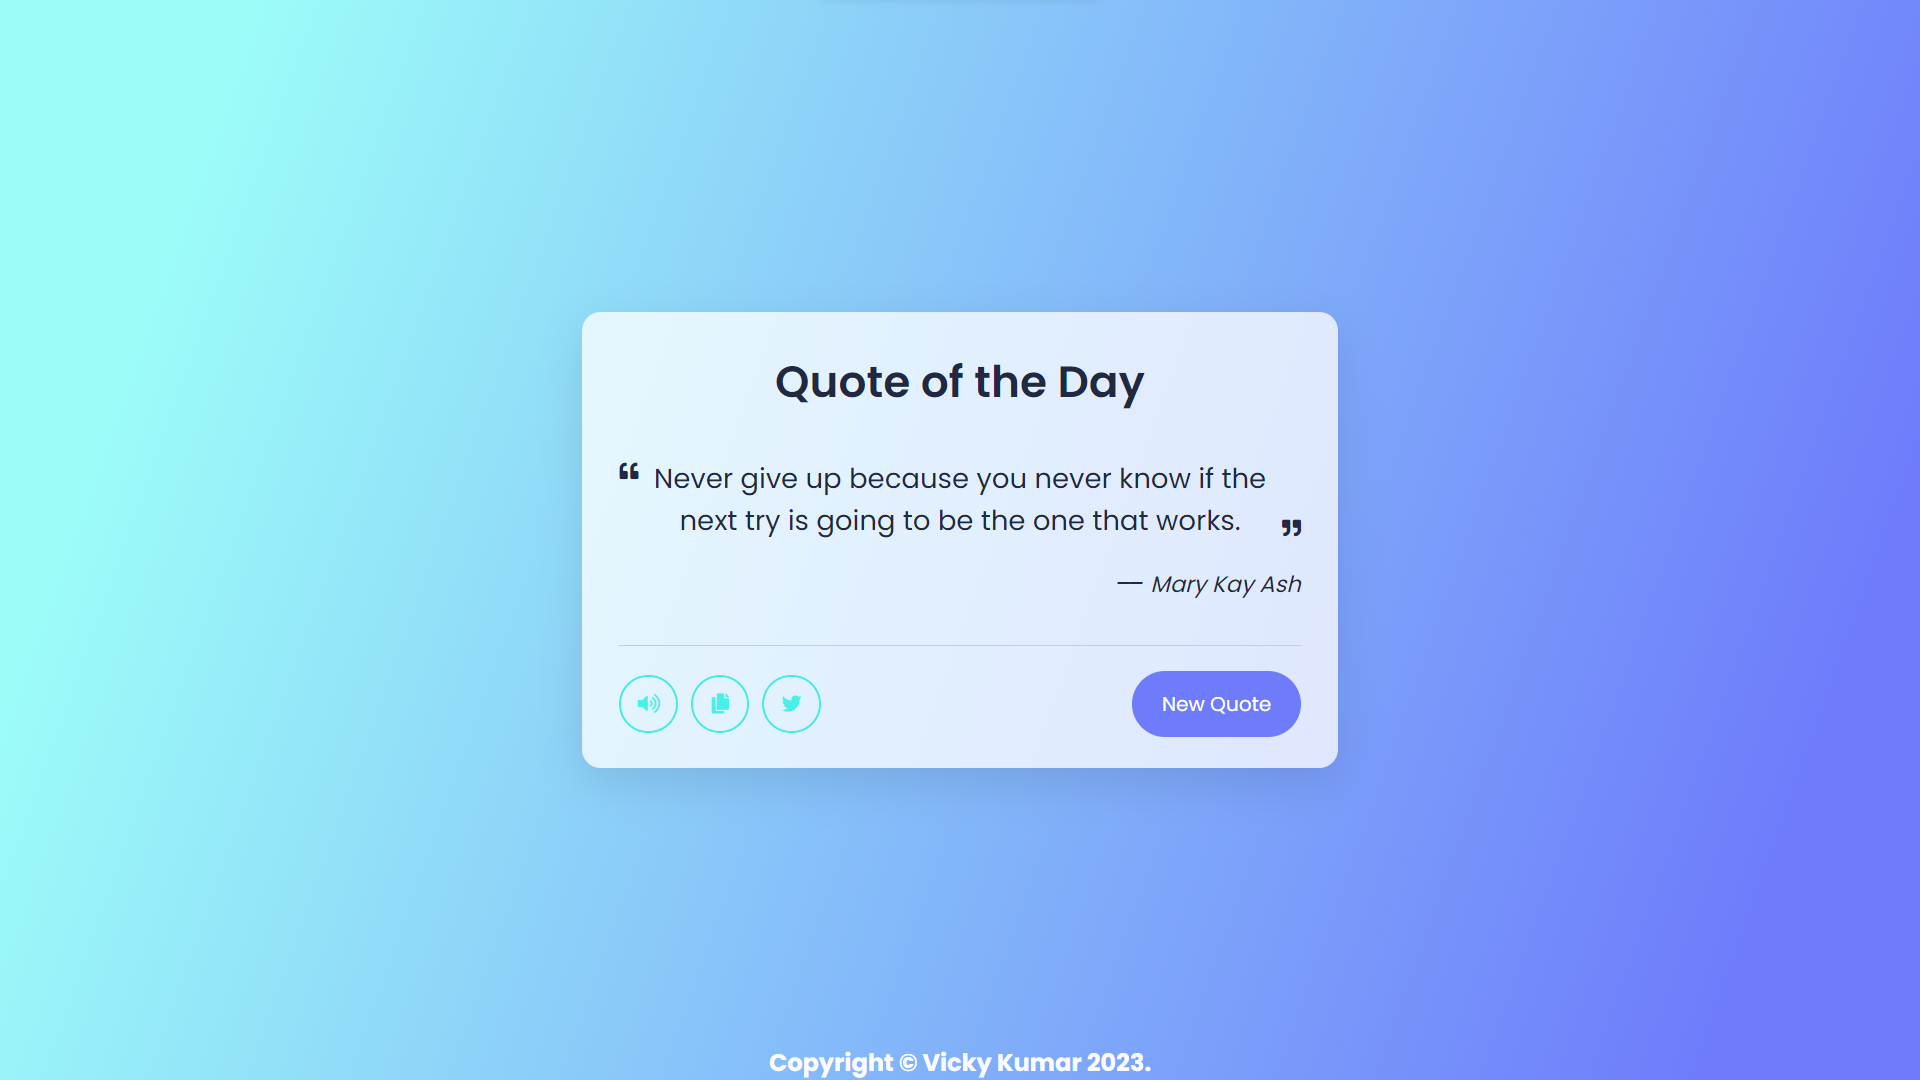 Quote of the Day
“ Never give up because you never know if the
next try is going to be the one that works. ”
— Mary Kay Ash
New Quote
Copyright © Vicky Kumar 2023.